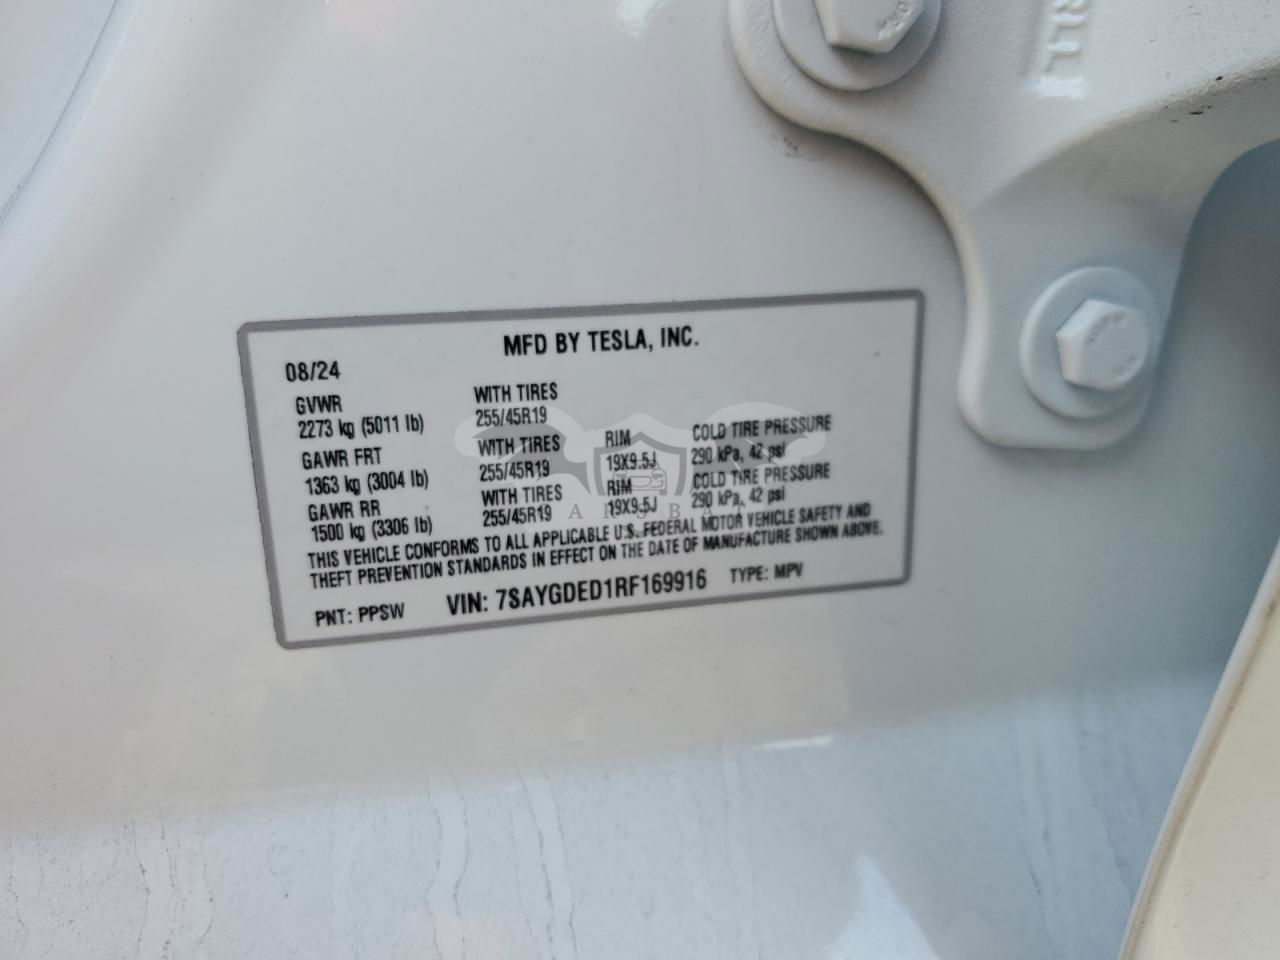 MFD BY TESLA, INC.
08/24
GVWR WITH TIRES
2273 kg (5011 lb) 255/45R19
GAWR FRT WITH TIRES RIM COLD TIRE PRESSURE
1363 kg (3004 lb) 255/45R19 19X9.5J 290 kPa, 42 psi
GAWR RR WITH TIRES RIM COLD TIRE PRESSURE
1500 kg (3306 lb) 255/45R19 19X9.5J 290 kPa, 42 psi
THIS VEHICLE CONFORMS TO ALL APPLICABLE U.S. FEDERAL MOTOR VEHICLE SAFETY AND
THEFT PREVENTION STANDARDS IN EFFECT ON THE DATE OF MANUFACTURE SHOWN ABOVE.
PNT: PPSW VIN: 7SAYGDED1RF169916 TYPE: MPV